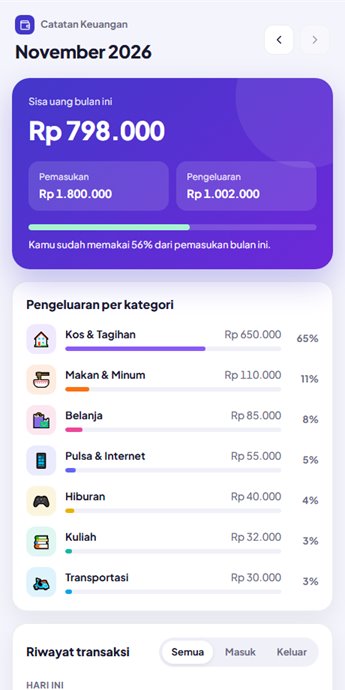 Catatan Keuangan
November 2026
Sisa uang bulan ini
Rp 798.000
Pemasukan
Rp 1.800.000
Pengeluaran
Rp 1.002.000
Kamu sudah memakai 56% dari pemasukan bulan ini.
Pengeluaran per kategori
Kos & Tagihan Rp 650.000 65%
Makan & Minum Rp 110.000 11%
Belanja Rp 85.000 8%
Pulsa & Internet Rp 55.000 5%
Hiburan Rp 40.000 4%
Kuliah Rp 32.000 3%
Transportasi Rp 30.000 3%
Riwayat transaksi Semua Masuk Keluar
HARI INI